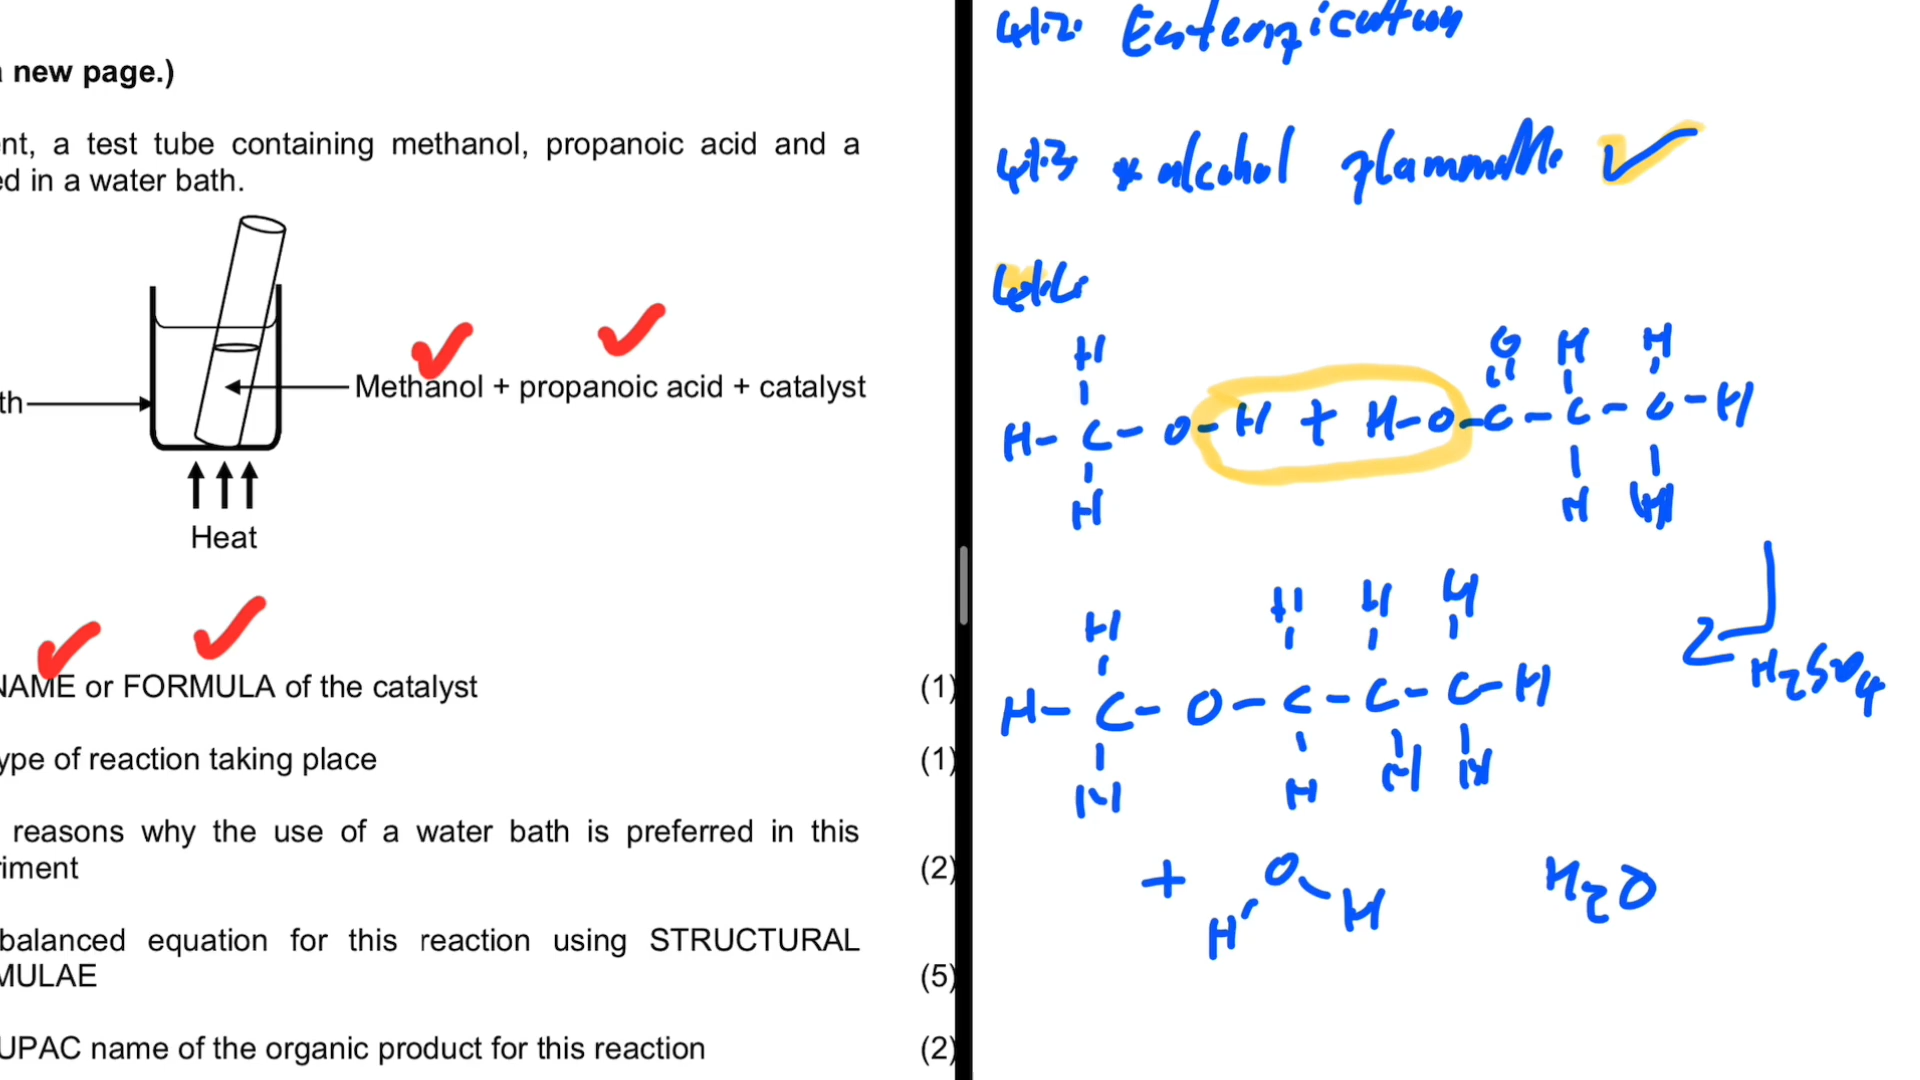 new page.)
nt, a test tube containing methanol, propanoic acid and a
ed in a water bath.
th
Methanol + propanoic acid + catalyst
Heat
NAME or FORMULA of the catalyst (1)
ype of reaction taking place (1)
reasons why the use of a water bath is preferred in this
riment (2)
balanced equation for this reaction using STRUCTURAL
MULAE (5)
UPAC name of the organic product for this reaction (2)
4.1.2. Esterification
4.1.3 * alcohol flammable
H O H H
H - C - O - H + H - O - C - C - C - H
H H H
H H H H
H - C - O - C - C - C - H
H H H H
H2SO4
+ H O H H2O